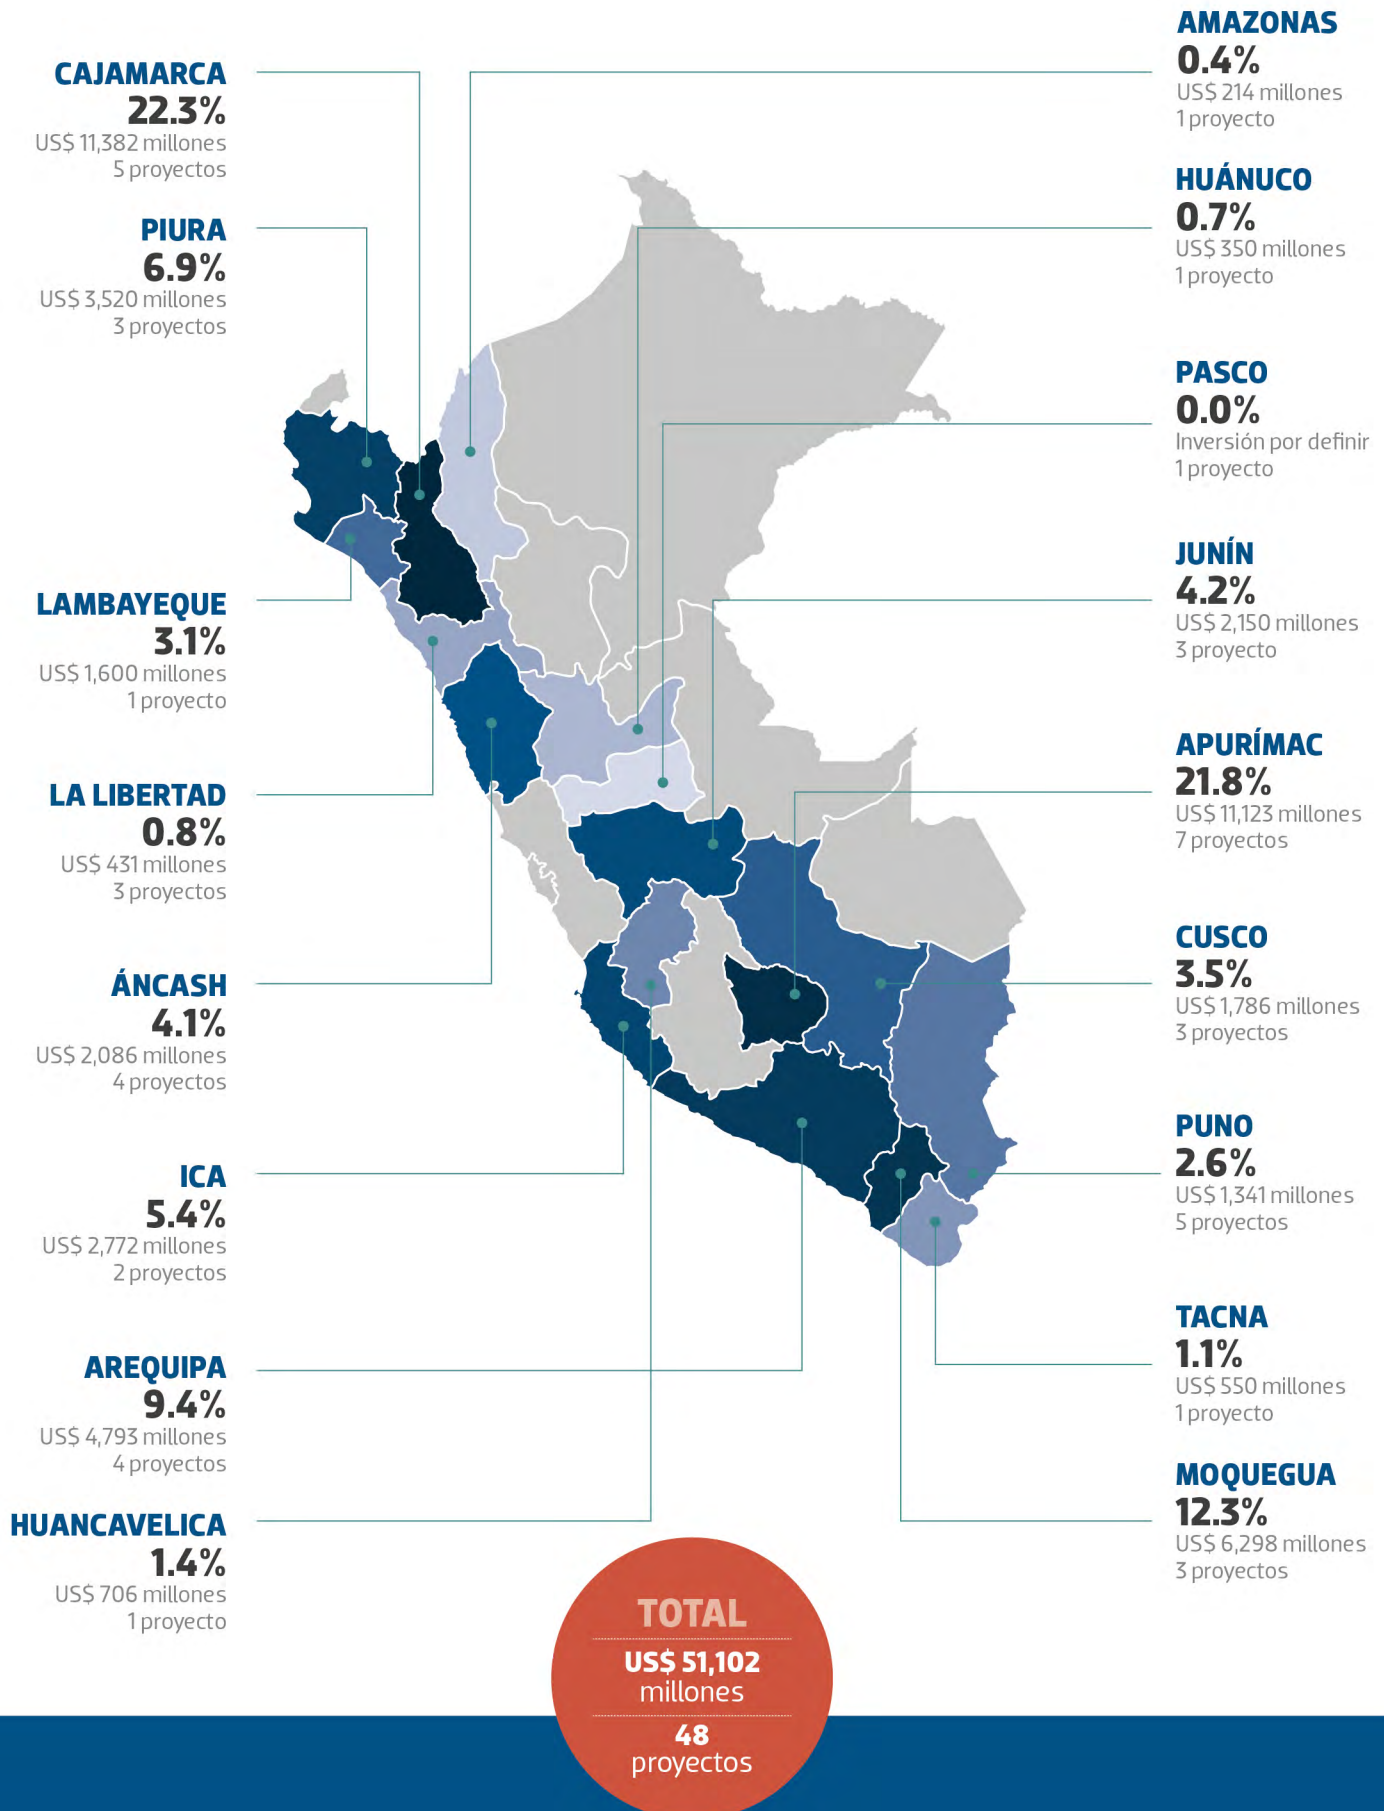 CAJAMARCA
22.3%
US$ 11,382 millones
5 proyectos
PIURA
6.9%
US$ 3,520 millones
3 proyectos
LAMBAYEQUE
3.1%
US$ 1,600 millones
1 proyecto
LA LIBERTAD
0.8%
US$ 431 millones
3 proyectos
ÁNCASH
4.1%
US$ 2,086 millones
4 proyectos
ICA
5.4%
US$ 2,772 millones
2 proyectos
AREQUIPA
9.4%
US$ 4,793 millones
4 proyectos
HUANCAVELICA
1.4%
US$ 706 millones
1 proyecto
AMAZONAS
0.4%
US$ 214 millones
1 proyecto
HUÁNUCO
0.7%
US$ 350 millones
1 proyecto
PASCO
0.0%
Inversión por definir
1 proyecto
JUNÍN
4.2%
US$ 2,150 millones
3 proyecto
APURÍMAC
21.8%
US$ 11,123 millones
7 proyectos
CUSCO
3.5%
US$ 1,786 millones
3 proyectos
PUNO
2.6%
US$ 1,341 millones
5 proyectos
TACNA
1.1%
US$ 550 millones
1 proyecto
MOQUEGUA
12.3%
US$ 6,298 millones
3 proyectos
TOTAL
US$ 51,102
millones
48
proyectos